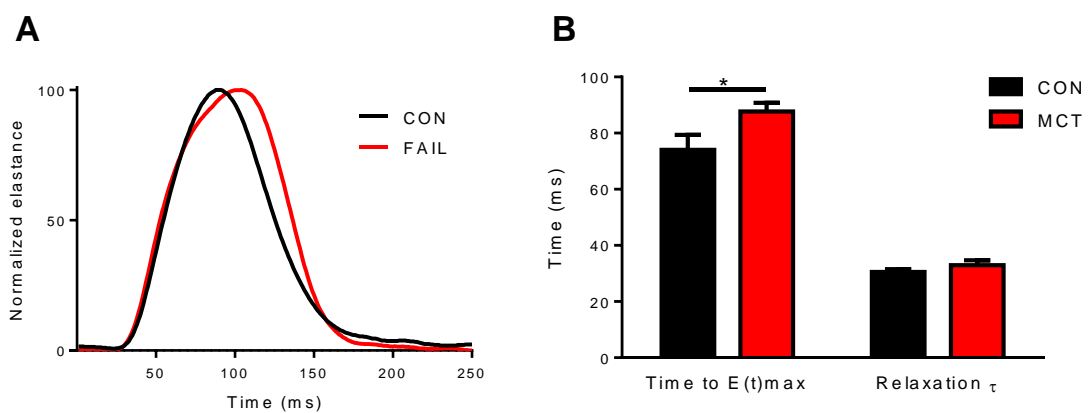 A
Normalized elastance
100
50
0
50
100
150
200
250
Time (ms)
CON
FAIL
B
Time (ms)
100
80
60
40
20
0
*
CON
MCT
Time to E(t)max
Relaxation τ